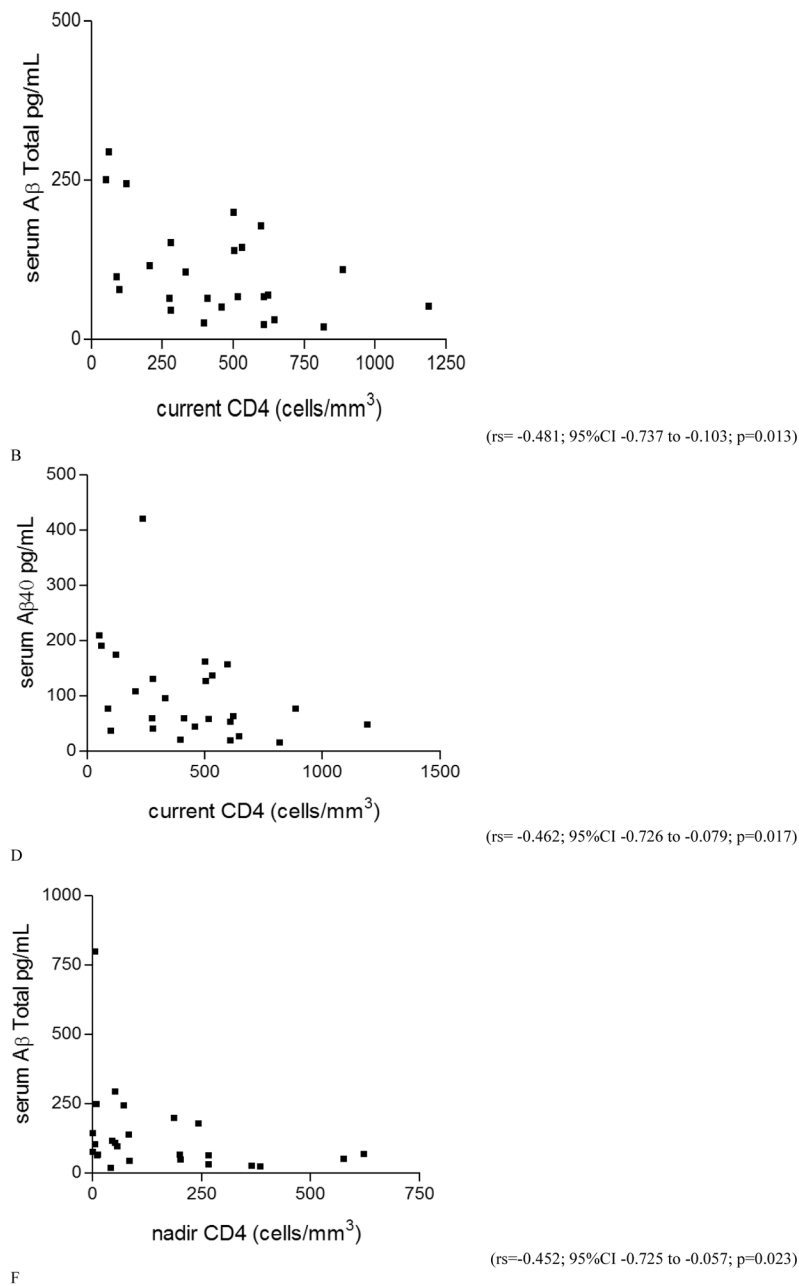 500
250
0
serum Aβ Total pg/mL
0 250 500 750 1000 1250
current CD4 (cells/mm³)
(rs= -0.481; 95%CI -0.737 to -0.103; p=0.013)
B
500
400
300
200
100
0
serum Aβ40 pg/mL
0 500 1000 1500
current CD4 (cells/mm³)
(rs= -0.462; 95%CI -0.726 to -0.079; p=0.017)
D
1000
750
500
250
0
serum Aβ Total pg/mL
0 250 500 750
nadir CD4 (cells/mm³)
(rs=-0.452; 95%CI -0.725 to -0.057; p=0.023)
F